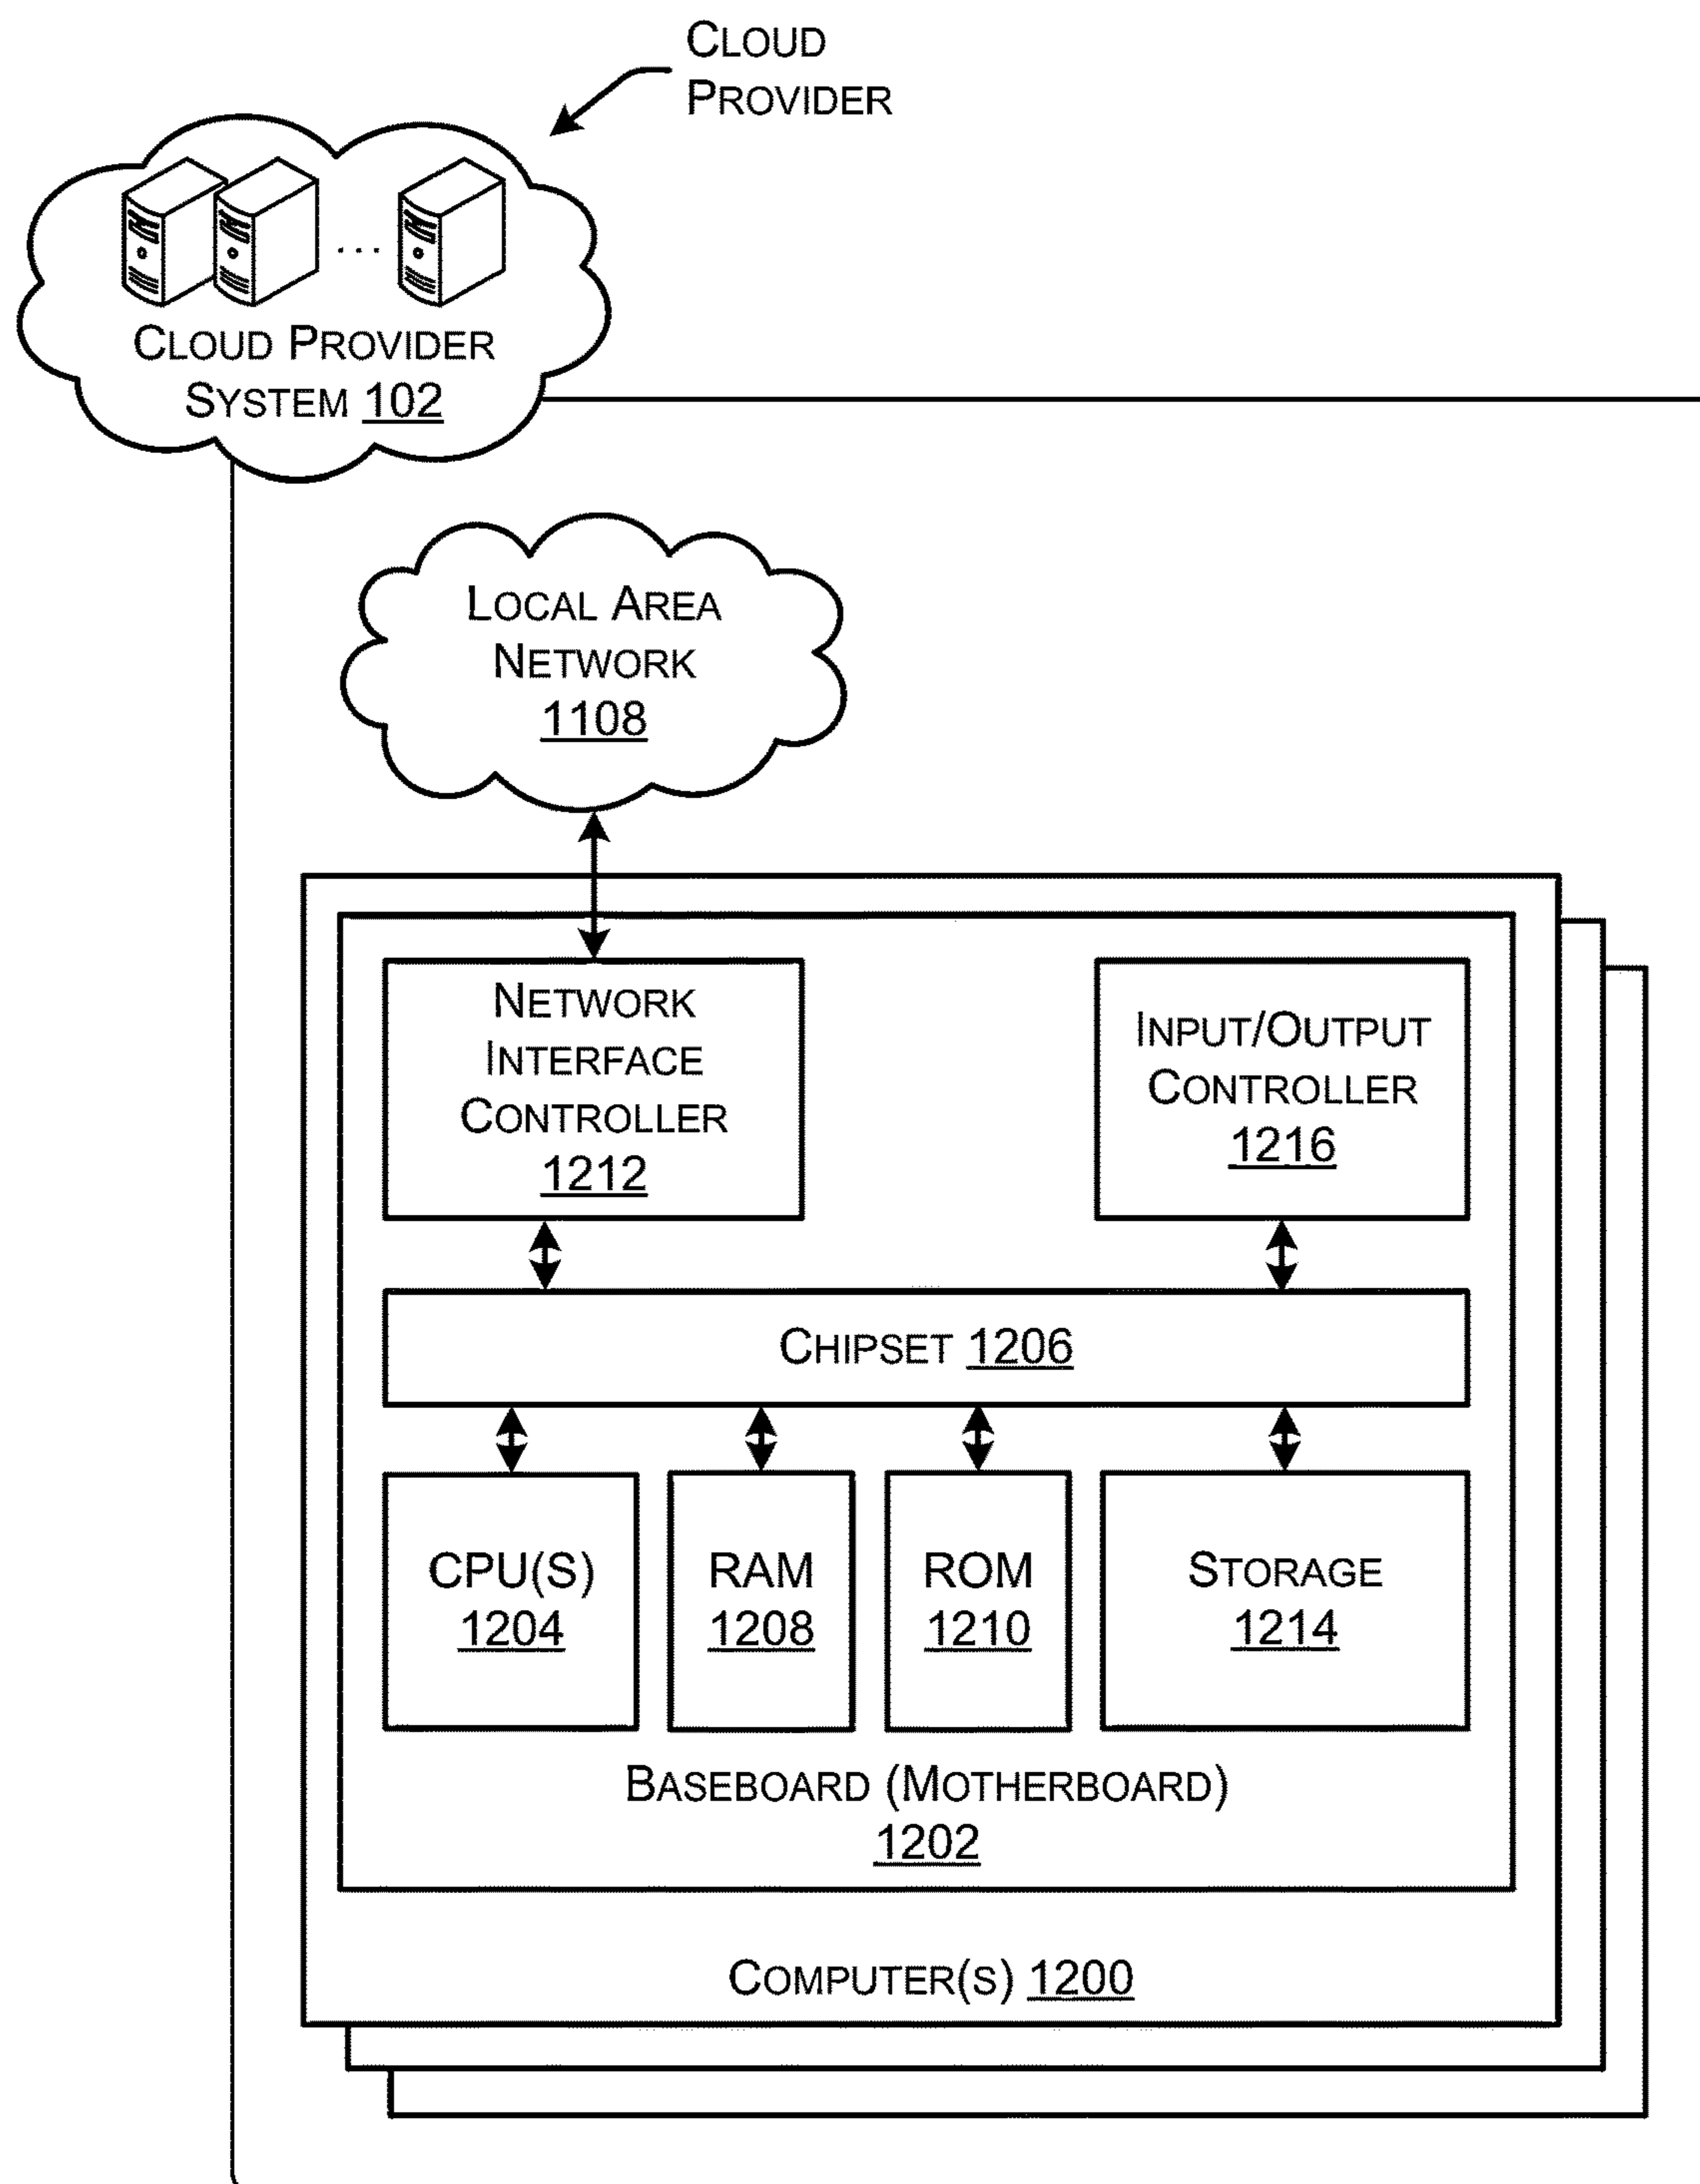 CLOUD
PROVIDER
CLOUD PROVIDER
SYSTEM 102
LOCAL AREA
NETWORK
1108
NETWORK
INTERFACE
CONTROLLER
1212
INPUT/OUTPUT
CONTROLLER
1216
CHIPSET 1206
CPU(S)
1204
RAM
1208
ROM
1210
STORAGE
1214
BASEBOARD (MOTHERBOARD)
1202
COMPUTER(S) 1200